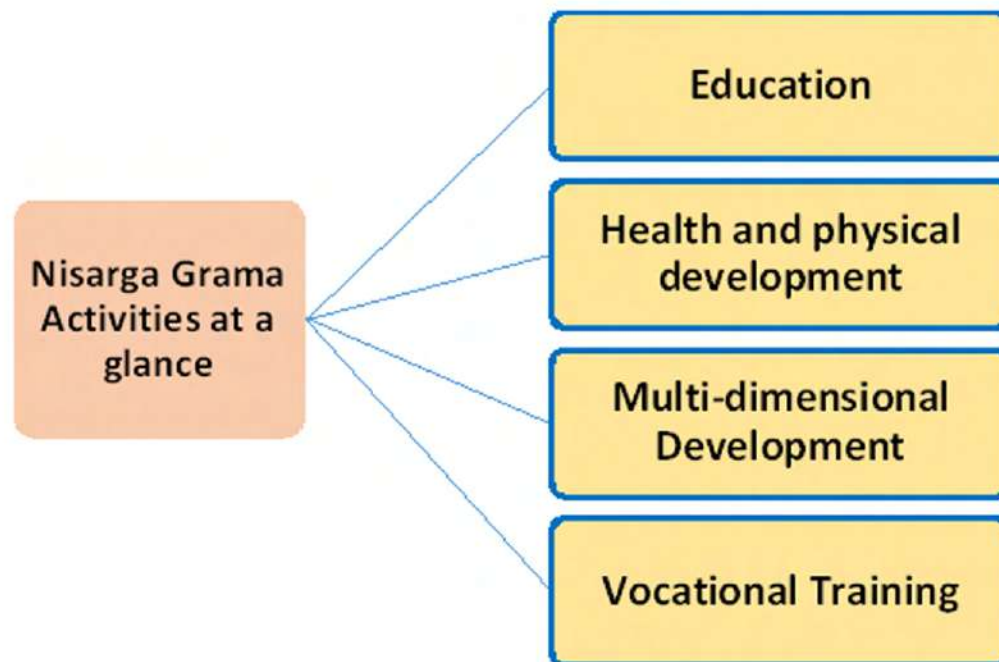 Nisarga Grama
Activities at a
glance
Education
Health and physical
development
Multi-dimensional
Development
Vocational Training